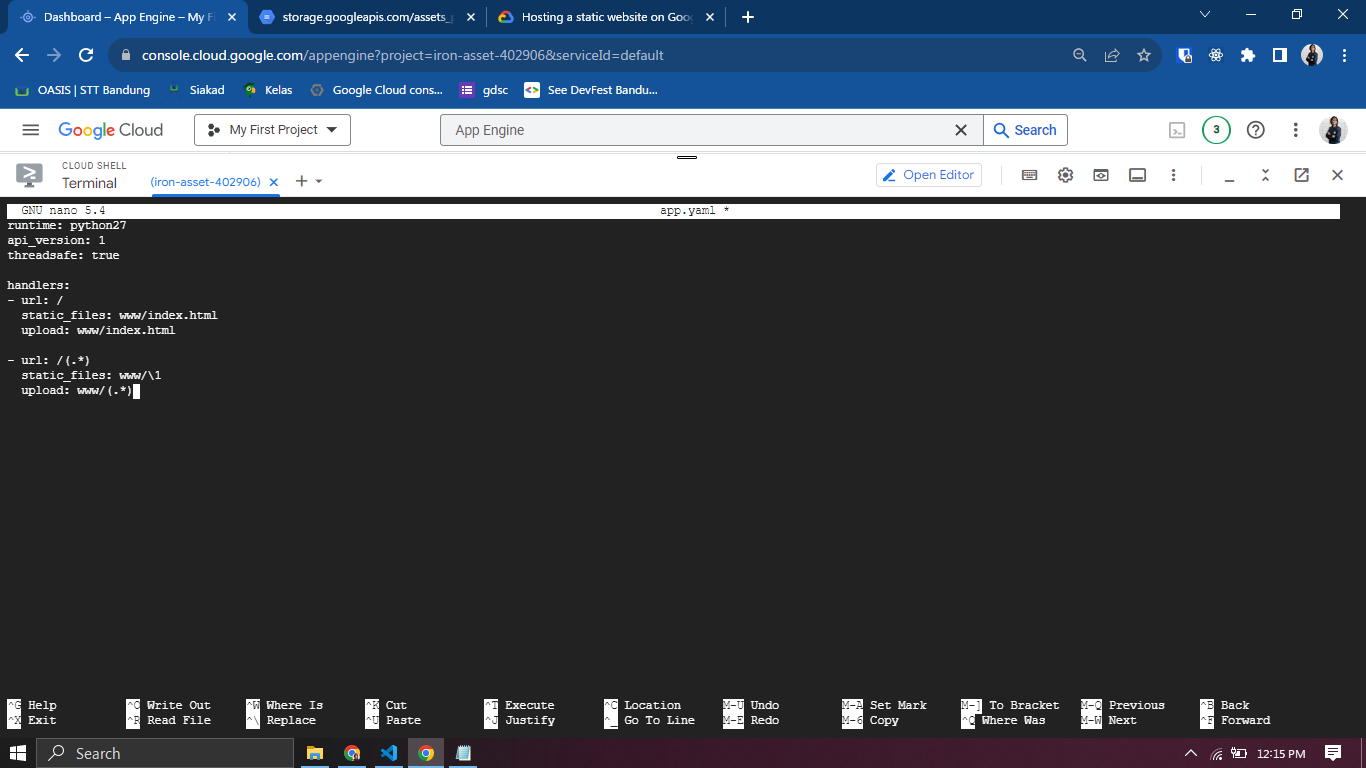 Dashboard – App Engine – My F
storage.googleapis.com/assets_p
Hosting a static website on Goo
console.cloud.google.com/appengine?project=iron-asset-402906&serviceId=default
OASIS | STT Bandung
Siakad
Kelas
Google Cloud cons...
gdsc
See DevFest Bandu...
Google Cloud
My First Project
App Engine
Search
3
CLOUD SHELL
Terminal
(iron-asset-402906)
Open Editor
GNU nano 5.4 app.yaml *
runtime: python27
api_version: 1
threadsafe: true
handlers:
- url: /
static_files: www/index.html
upload: www/index.html
- url: /(.*)
static_files: www/\1
upload: www/(.*)
^G Help ^O Write Out ^W Where Is ^K Cut ^T Execute ^C Location M-U Undo M-A Set Mark M-] To Bracket M-Q Previous ^B Back
^X Exit ^R Read File ^\ Replace ^U Paste ^J Justify ^_ Go To Line M-E Redo M-6 Copy ^Q Where Was M-W Next ^F Forward
Search
12:15 PM